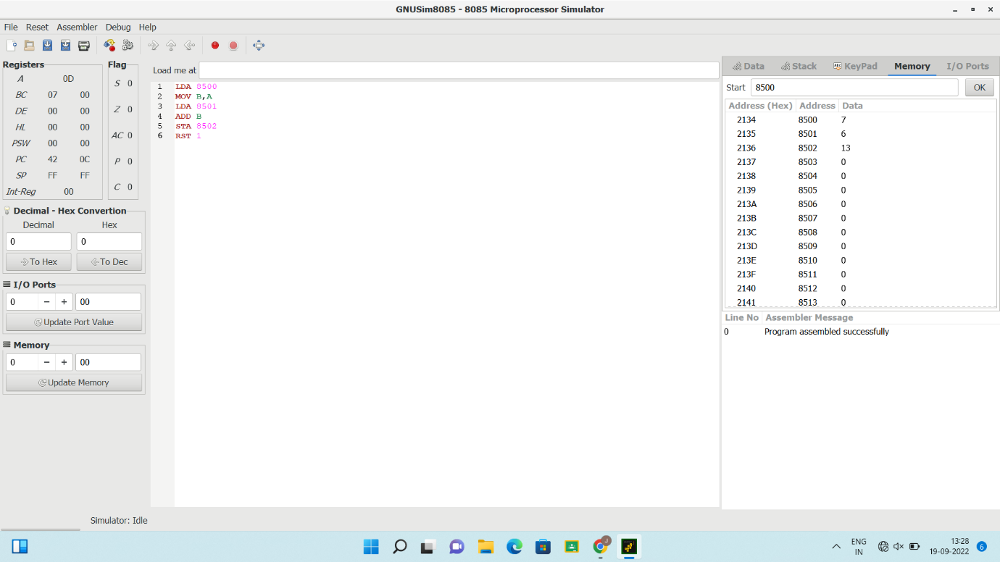 GNUSim8085 - 8085 Microprocessor Simulator
File Reset Assembler Debug Help
Registers
A 0D
BC 07 00
DE 00 00
HL 00 00
PSW 00 00
PC 42 0C
SP FF FF
Int-Reg 00
Flag
S 0
Z 0
AC 0
P 0
C 0
Decimal - Hex Convertion
Decimal Hex
0 0
To Hex To Dec
I/O Ports
0 − + 00
Update Port Value
Memory
0 − + 00
Update Memory
Load me at
1 LDA 8500
2 MOV B,A
3 LDA 8501
4 ADD B
5 STA 8502
6 RST 1
Data Stack KeyPad Memory I/O Ports
Start 8500 OK
Address (Hex) Address Data
2134 8500 7
2135 8501 6
2136 8502 13
2137 8503 0
2138 8504 0
2139 8505 0
213A 8506 0
213B 8507 0
213C 8508 0
213D 8509 0
213E 8510 0
213F 8511 0
2140 8512 0
2141 8513 0
Line No Assembler Message
0 Program assembled successfully
Simulator: Idle
J
ENG
IN
13:28
19-09-2022
6